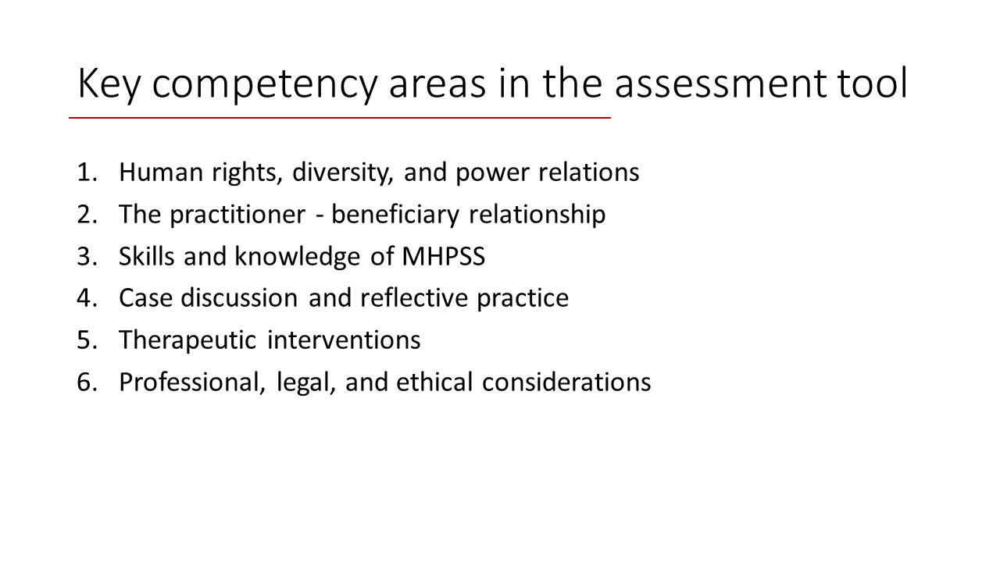 Key competency areas in the assessment tool
1. Human rights, diversity, and power relations
2. The practitioner - beneficiary relationship
3. Skills and knowledge of MHPSS
4. Case discussion and reflective practice
5. Therapeutic interventions
6. Professional, legal, and ethical considerations